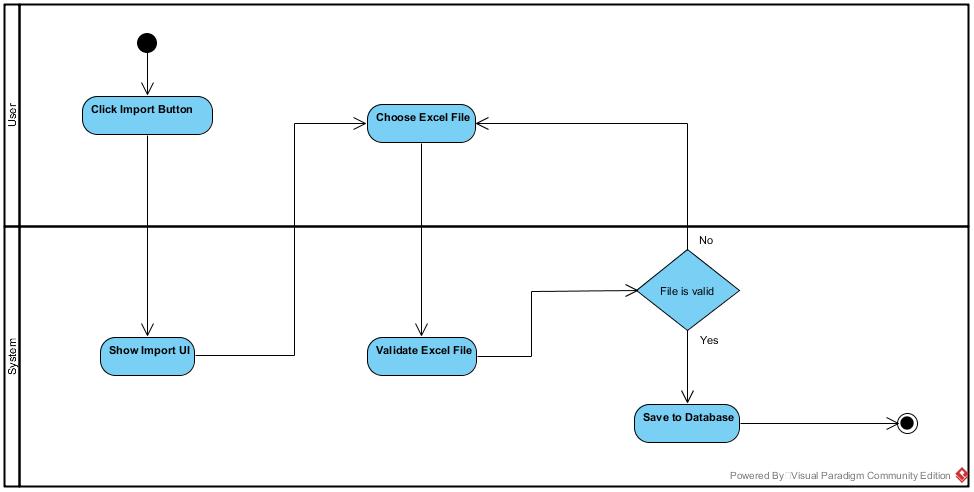 User
Click Import Button
Choose Excel File
No
File is valid
System
Show Import UI
Validate Excel File
Yes
Save to Database
Powered By Visual Paradigm Community Edition